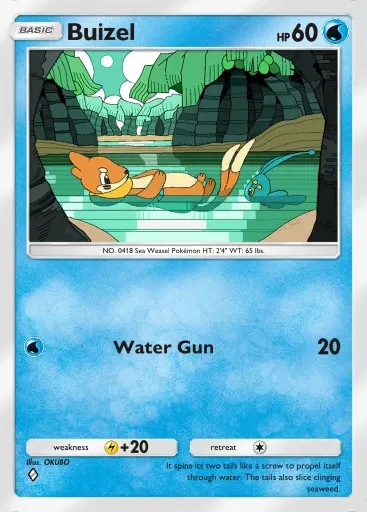 BASIC
Buizel
HP 60
NO. 0418 Sea Weasel Pokémon HT: 2'4" WT: 65 lbs.
Water Gun 20
weakness +20 retreat
Illus. OKUBO
It spins its two tails like a screw to propel itself
through water. The tails also slice clinging
seaweed.